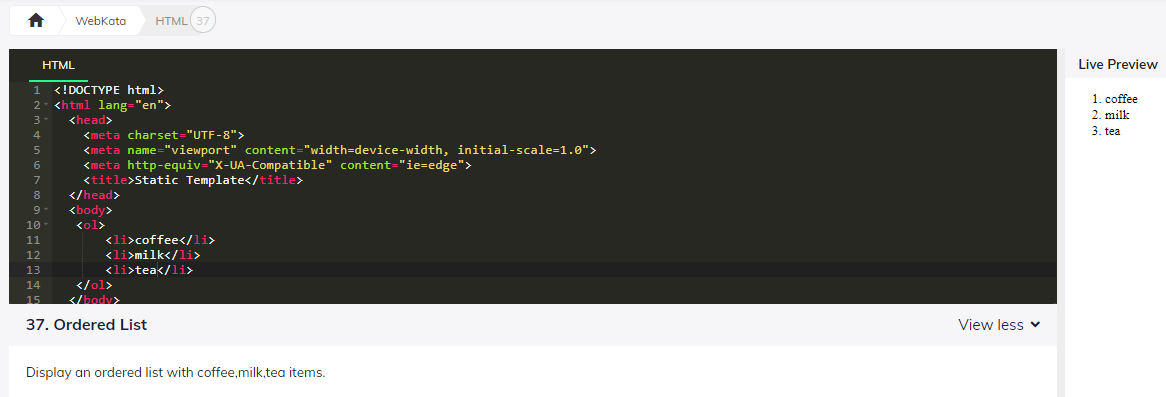 WebKata HTML 37
HTML
Live Preview
1 <!DOCTYPE html>
2 <html lang="en">
3 <head>
4 <meta charset="UTF-8">
5 <meta name="viewport" content="width=device-width, initial-scale=1.0">
6 <meta http-equiv="X-UA-Compatible" content="ie=edge">
7 <title>Static Template</title>
8 </head>
9 <body>
10 <ol>
11 <li>coffee</li>
12 <li>milk</li>
13 <li>tea</li>
14 </ol>
15 </body>
1. coffee
2. milk
3. tea
37. Ordered List
View less
Display an ordered list with coffee,milk,tea items.